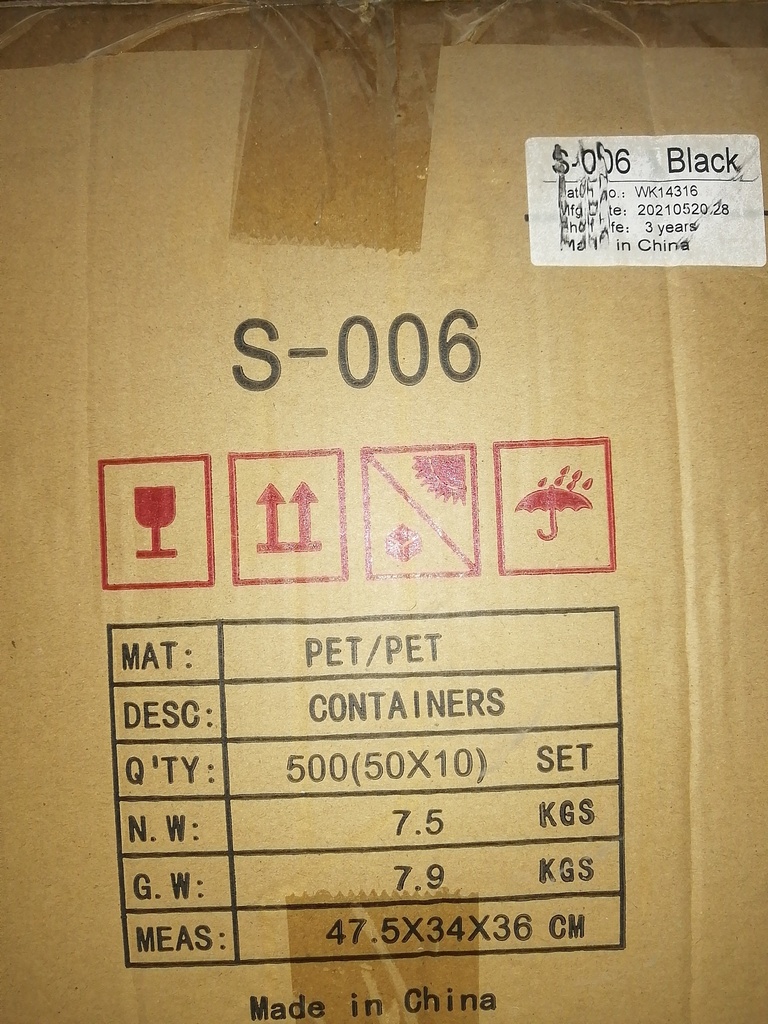 S-006 Black
WK14316
20210520.28
3 years
in China
S-006
MAT: PET/PET
DESC: CONTAINERS
Q'TY: 500(50X10) SET
N.W: 7.5 KGS
G.W: 7.9 KGS
MEAS: 47.5X34X36 CM
Made in China